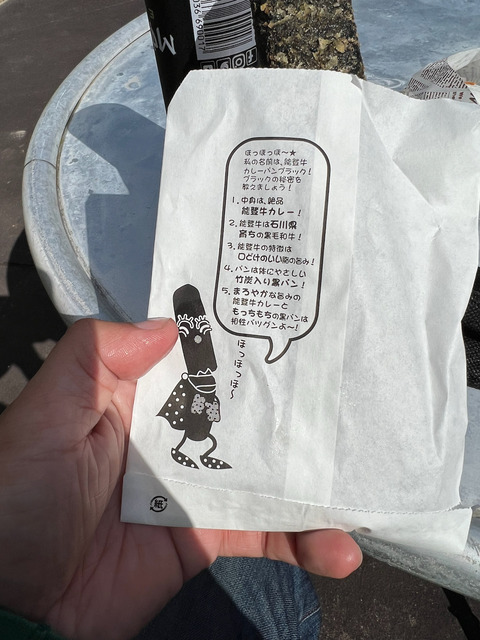 ほっほっほ～★
私の名前は、能登牛
カレーパンブラック！
ブラックの秘密を
教えましょう！
1. 中身は、絶品
能登牛カレー！
2. 能登牛は石川県
育ちの黒毛和牛！
3. 能登牛の特徴は
口どけのいい脂の旨み！
4. パンは体にやさしい
竹炭入り黒パン！
5. まろやかな旨みの
能登牛カレーと
もっちもちの黒パンは
相性バツグンよ～！
ほっほっほ～
紙